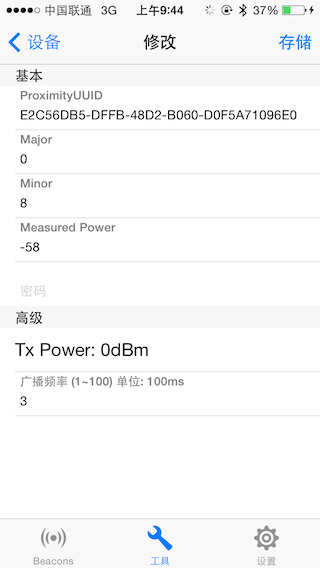 中国联通 3G 上午9:44 37%
设备 修改 存储
基本
ProximityUUID
E2C56DB5-DFFB-48D2-B060-D0F5A71096E0
Major
0
Minor
8
Measured Power
-58
密码
高级
Tx Power: 0dBm
广播频率 (1~100) 单位: 100ms
3
Beacons 工具 设置